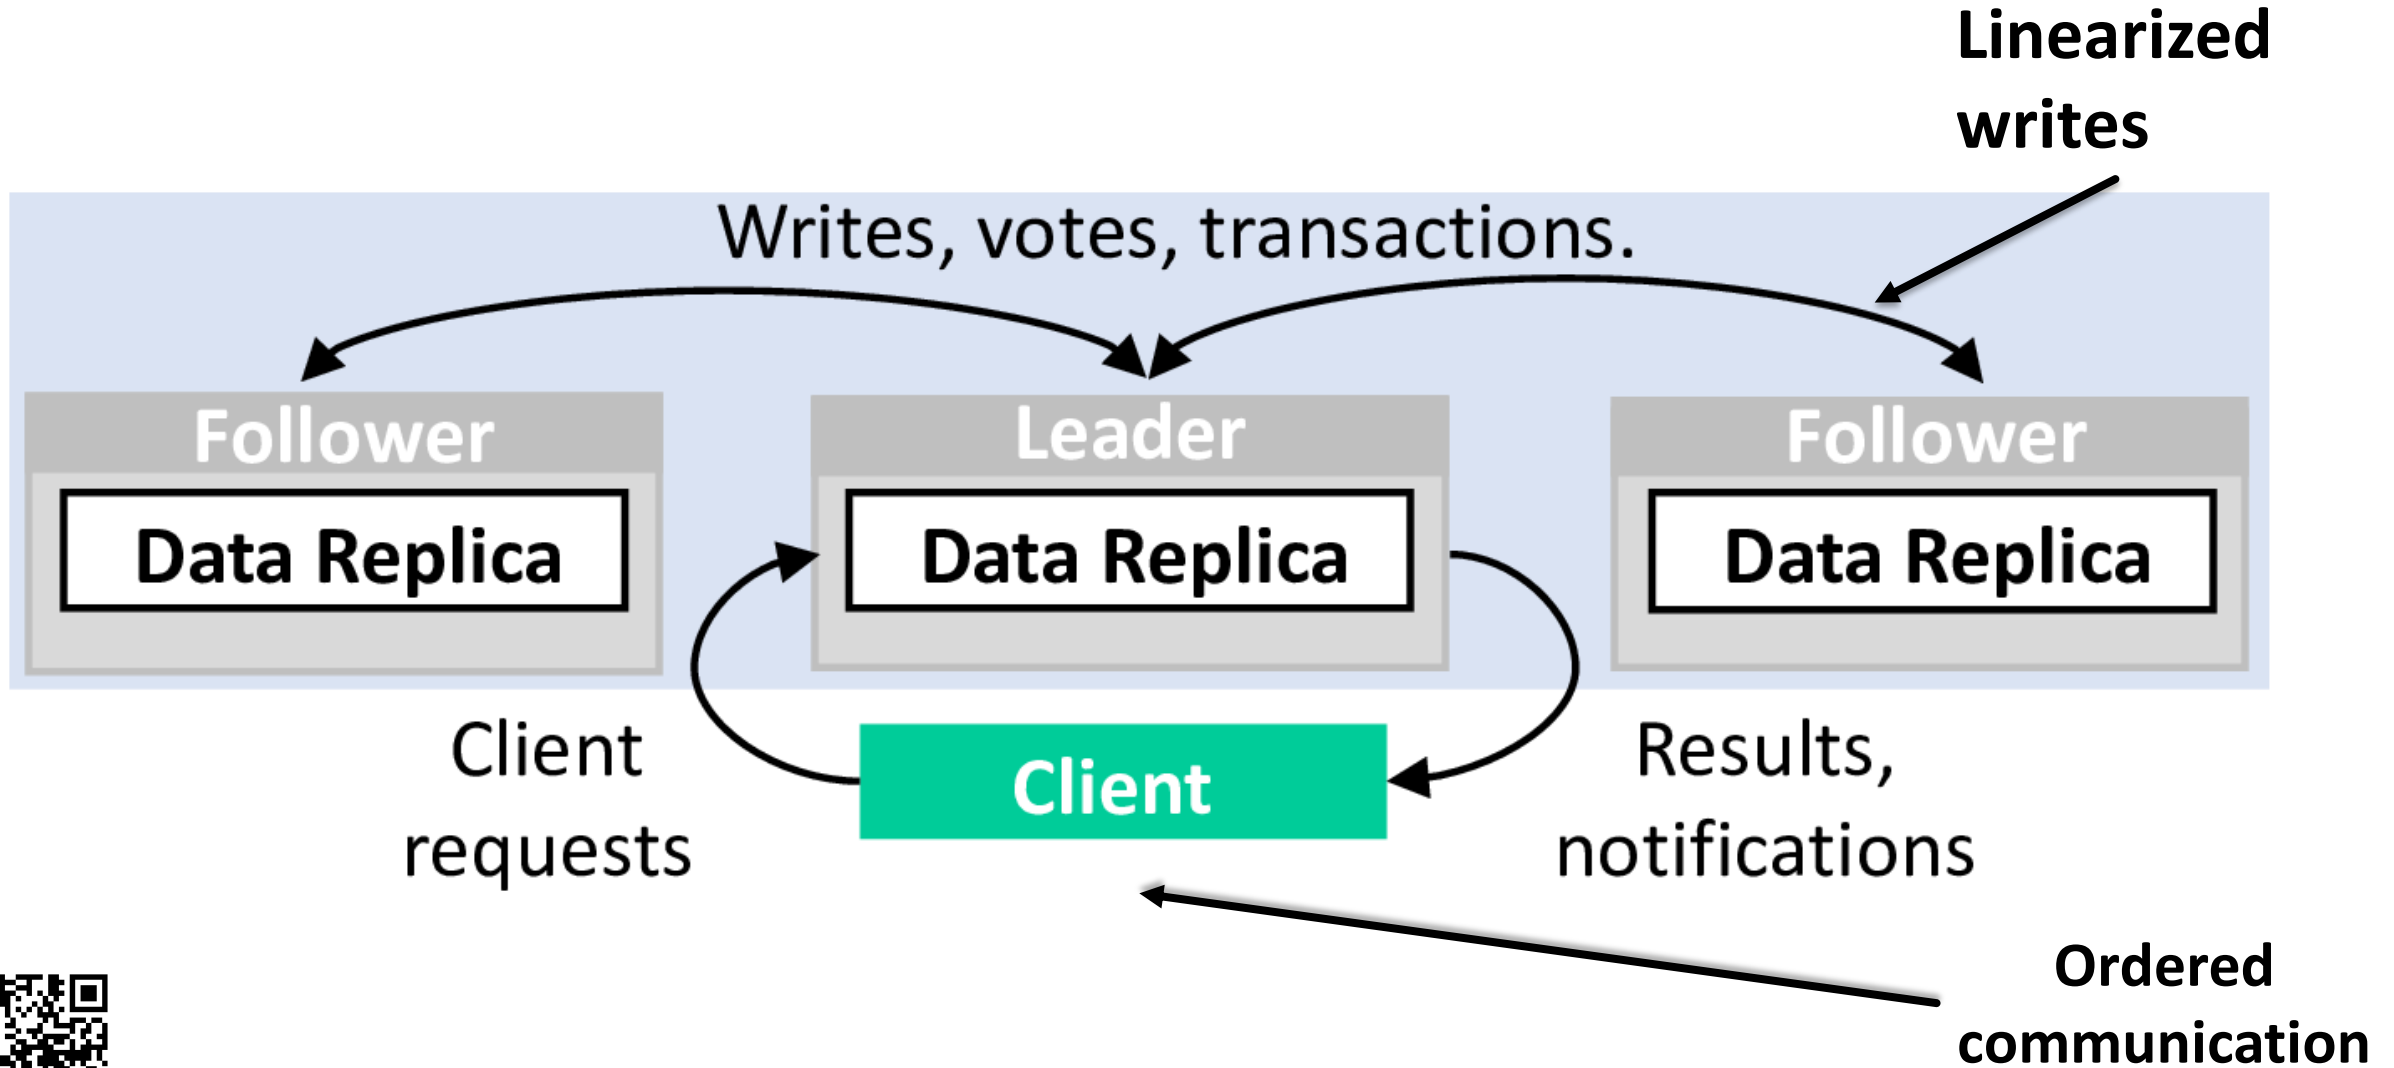 Linearized
writes
Writes, votes, transactions.
Follower
Leader
Follower
Data Replica
Data Replica
Data Replica
Client
requests
Client
Results,
notifications
Ordered
communication